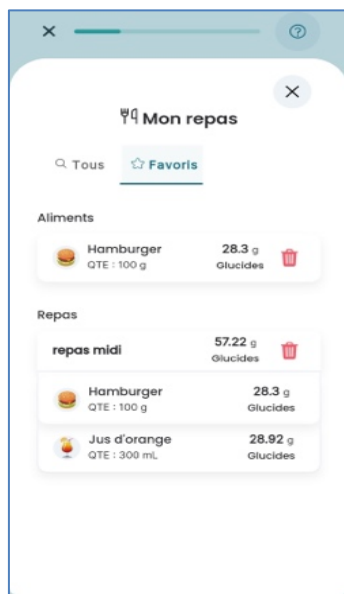 Mon repas
Tous
Favoris
Aliments
Hamburger
28.3 g
QTE : 100 g
Glucides
Repas
repas midi
57.22 g
Glucides
Hamburger
28.3 g
QTE : 100 g
Glucides
Jus d'orange
28.92 g
QTE : 300 mL
Glucides